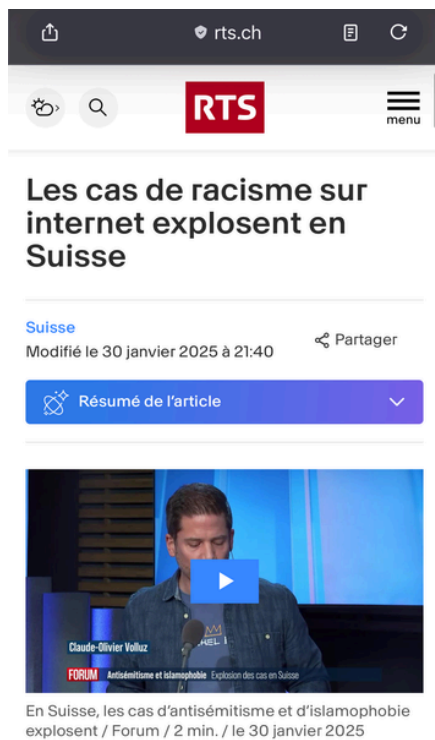 rts.ch
RTS
menu
Les cas de racisme sur
internet explosent en
Suisse
Suisse
Modifié le 30 janvier 2025 à 21:40
Partager
Résumé de l'article
Claude-Olivier Volluz
FORUM Antisémitisme et islamophobie Explosion des cas en Suisse
En Suisse, les cas d'antisémitisme et d'islamophobie
explosent / Forum / 2 min. / le 30 janvier 2025